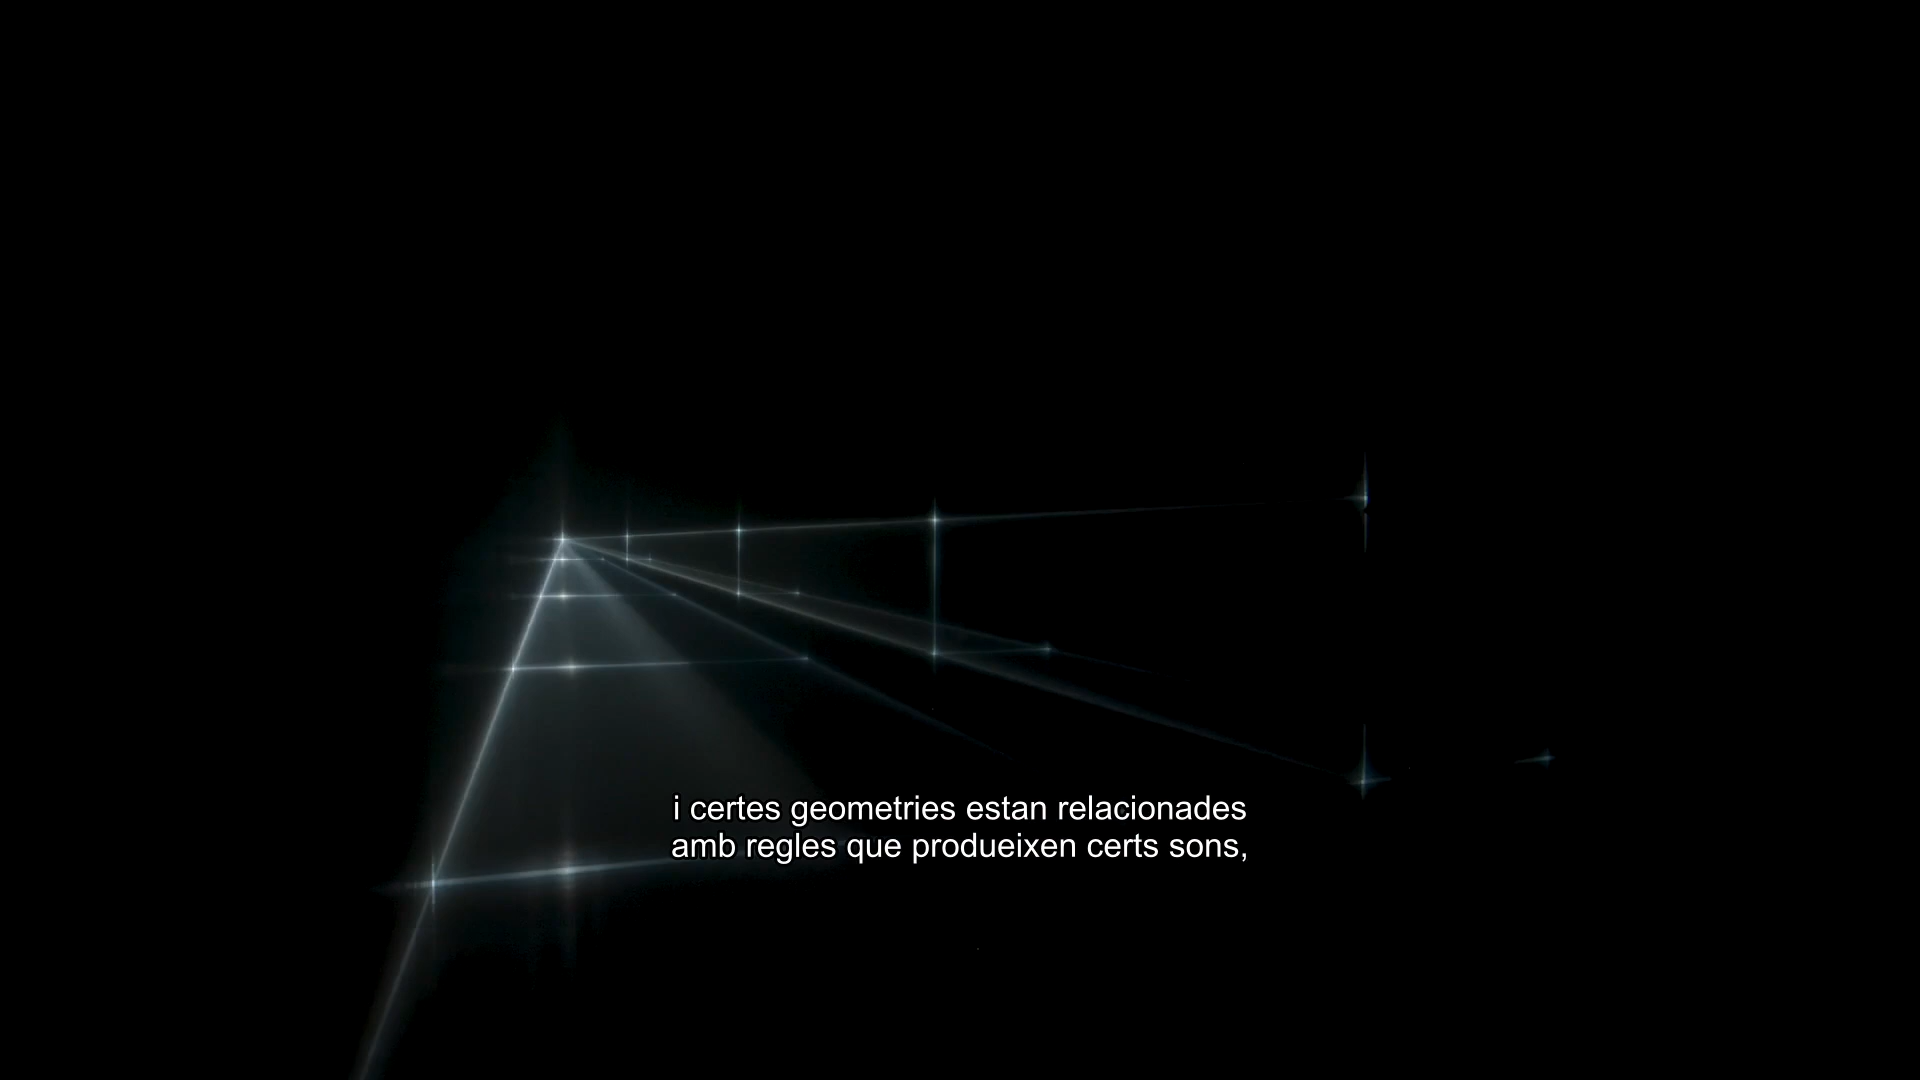 i certes geometries estan relacionades
amb regles que produeixen certs sons,